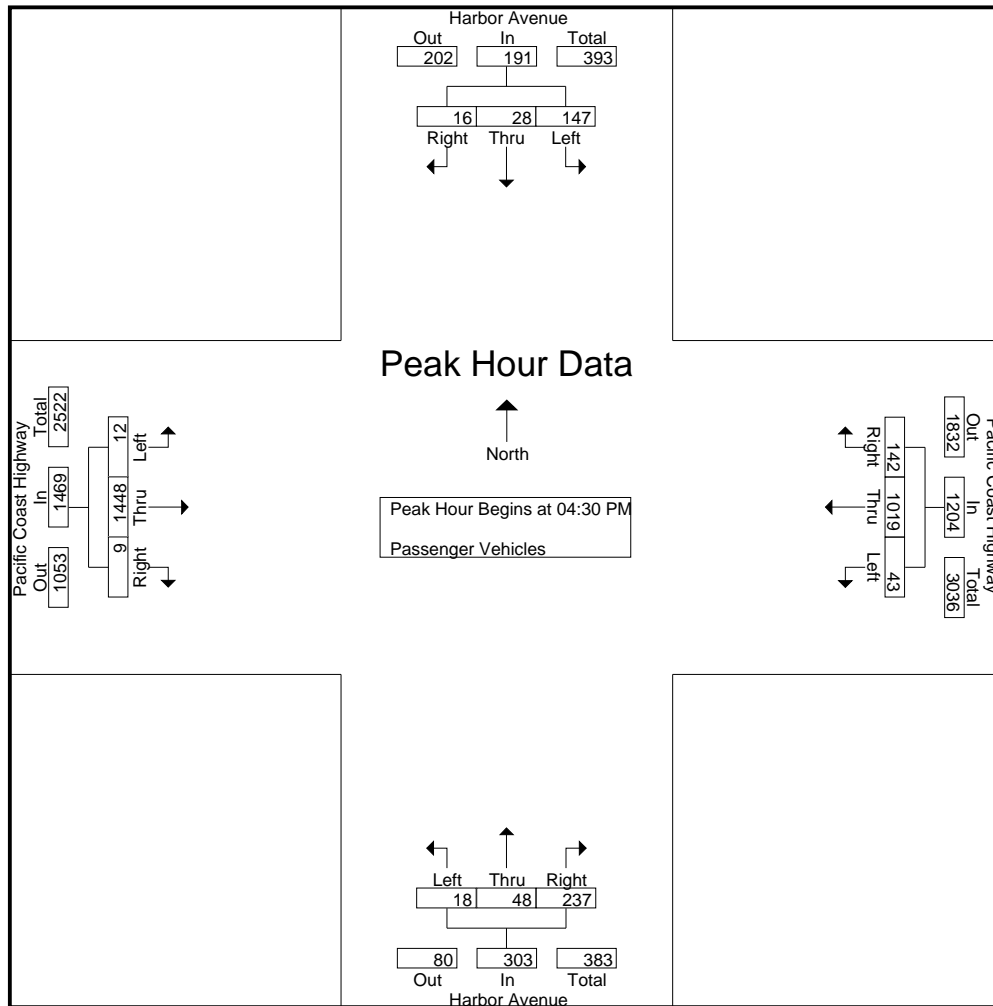 Harbor Avenue
Out In Total
202 191 393
16 28 147
Right Thru Left
Peak Hour Data
North
Peak Hour Begins at 04:30 PM
Passenger Vehicles
Pacific Coast Highway
Total In Out
2522 1469 1053
12 1448 9
Left Thru Right
Pacific Coast Highway
Out In Total
1832 1204 3036
142 1019 43
Right Thru Left
Left Thru Right
18 48 237
80 303 383
Out In Total
Harbor Avenue